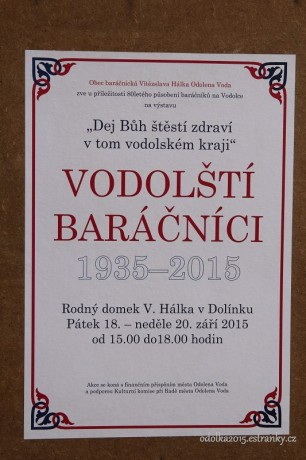 Obec baráčnická Vítězslava Hálka Odolena Voda
zve u příležitosti 80letého působení baráčníků na Vodolce
na výstavu
„Dej Bůh štěstí zdraví
v tom vodolském kraji“
VODOLŠTÍ
BARÁČNÍCI
1935–2015
Rodný domek V. Hálka v Dolínku
Pátek 18. – neděle 20. září 2015
od 15.00 do18.00 hodin
Akce se koná s finančním přispěním města Odolena Voda
a podporou Kulturní komise při Radě města Odolena Voda
odolka2015.estranky.cz